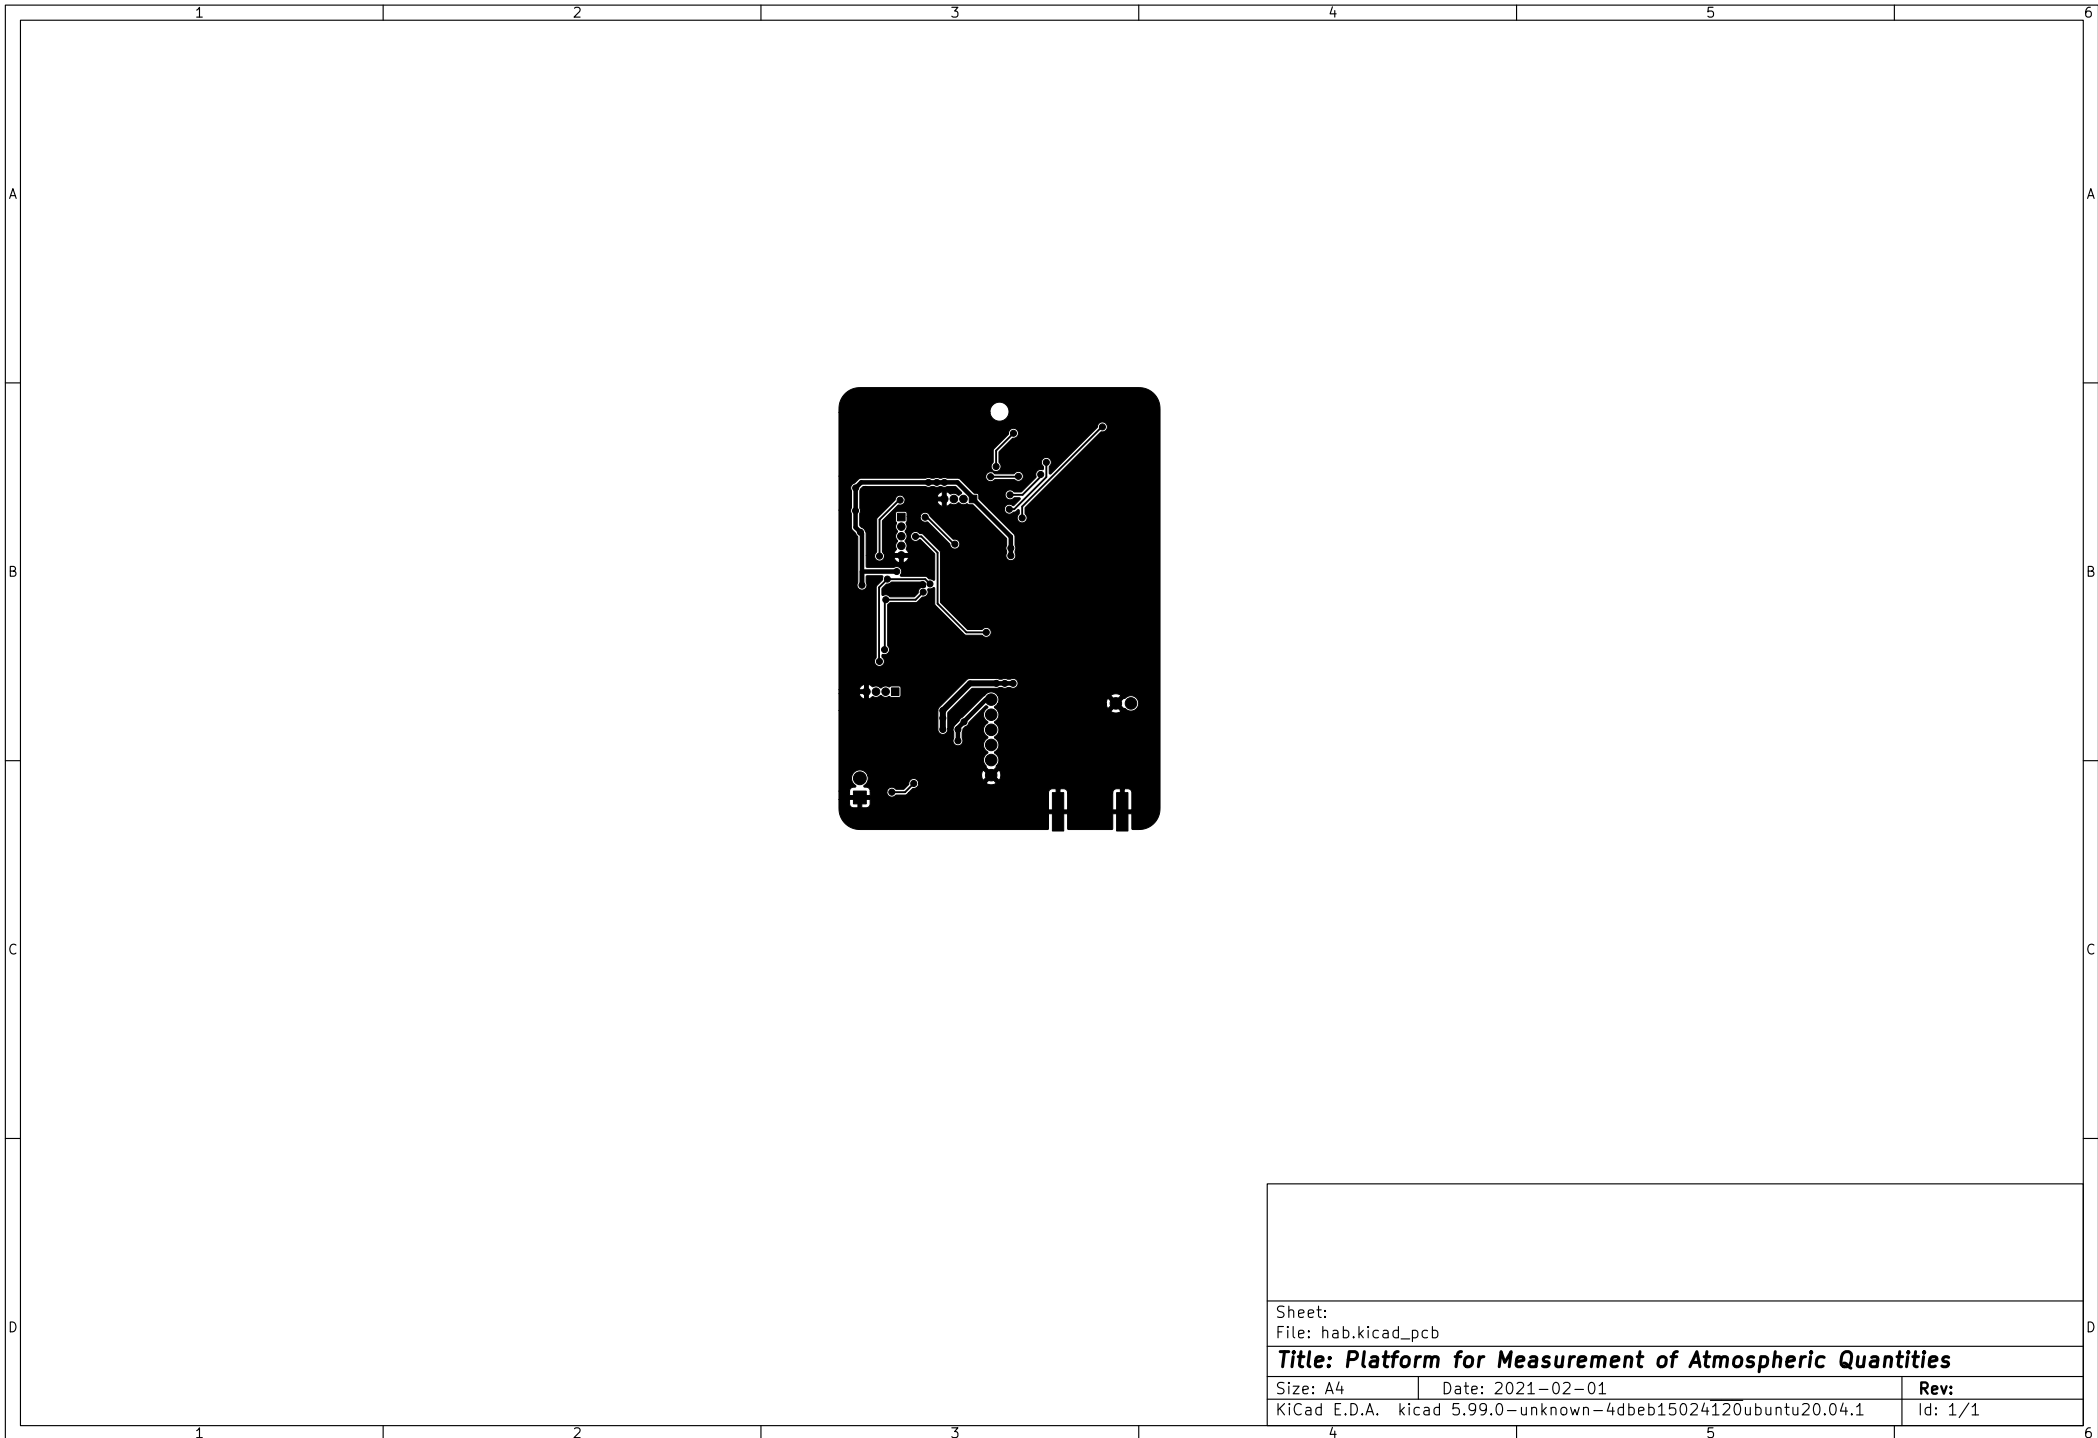 1 2 3 4 5 6
A A
B B
C C
D D
Sheet:
File: hab.kicad_pcb
Title: Platform for Measurement of Atmospheric Quantities
Size: A4 Date: 2021-02-01 Rev:
KiCad E.D.A. kicad 5.99.0-unknown-4dbeb15024120ubuntu20.04.1 Id: 1/1
1 2 3 4 5 6